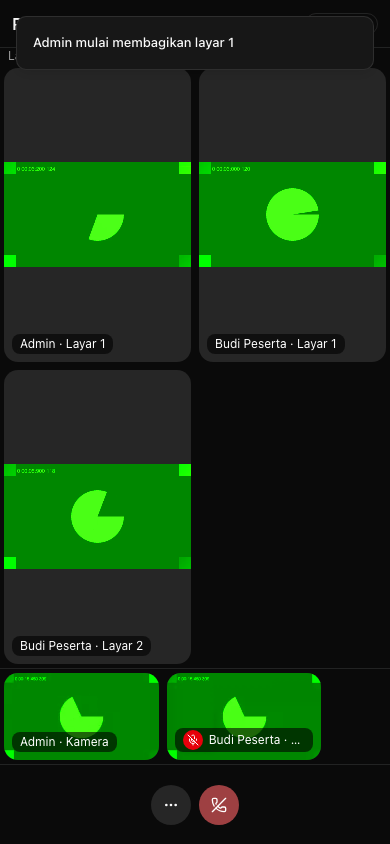 Admin mulai membagikan layar 1
Admin · Layar 1
Budi Peserta · Layar 1
Budi Peserta · Layar 2
Admin · Kamera
Budi Peserta · ...